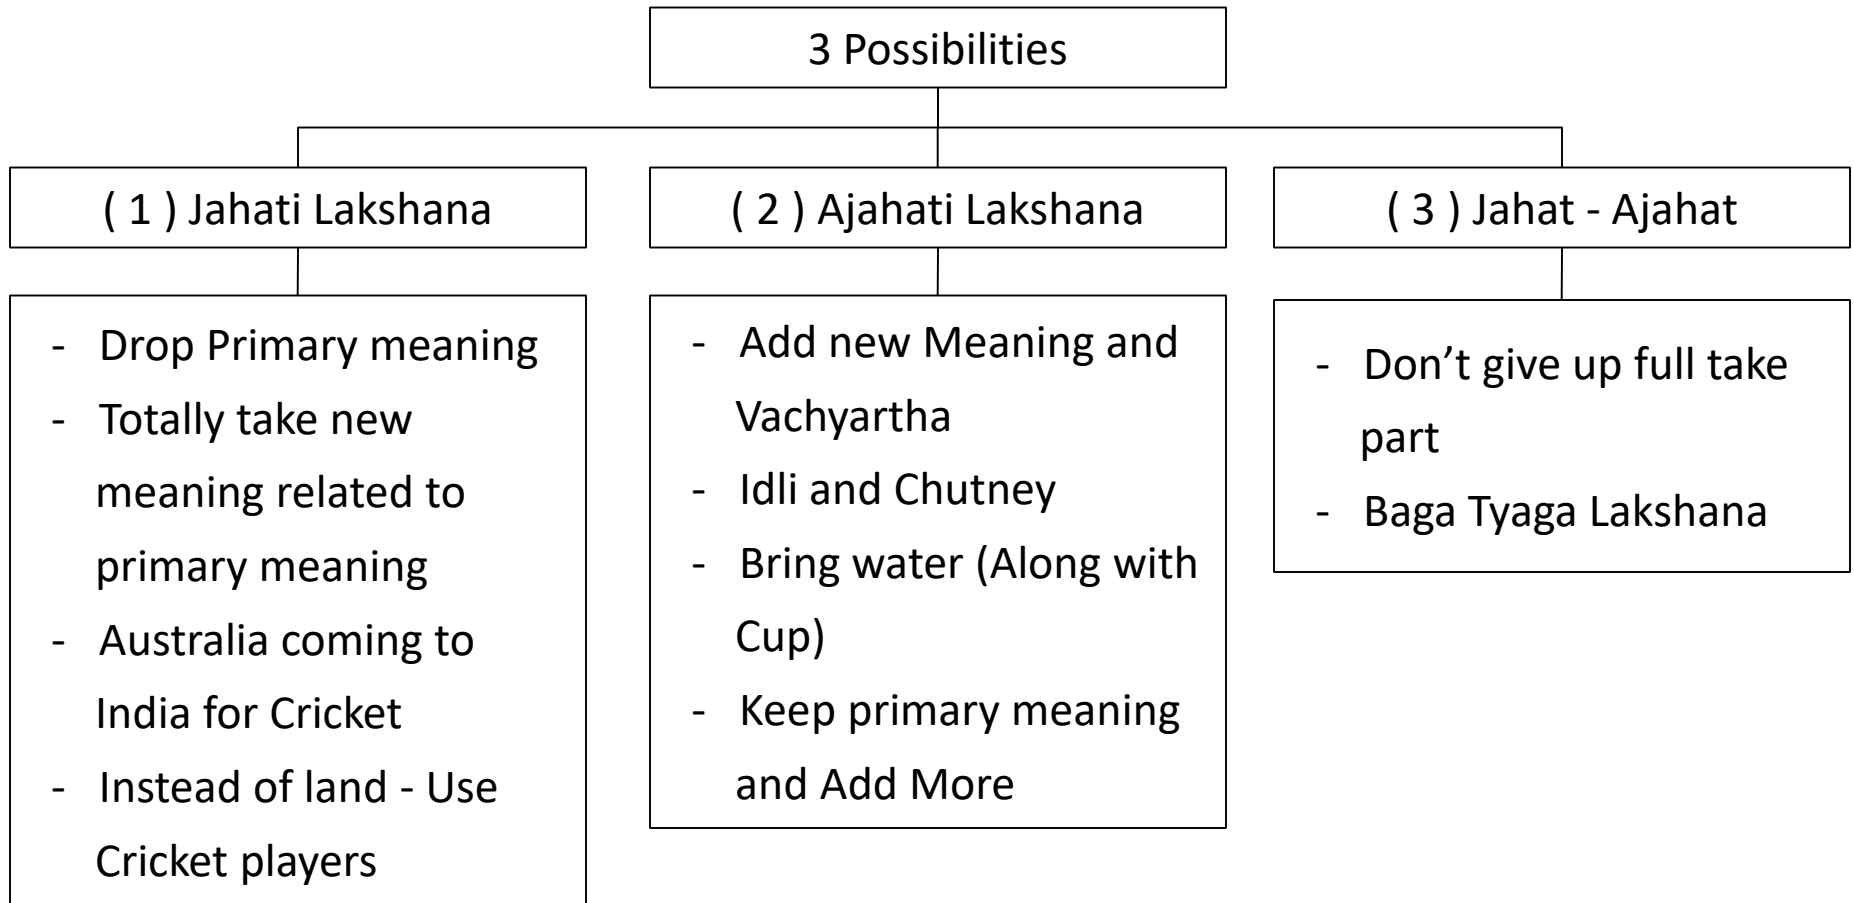 3 Possibilities
( 1 ) Jahati Lakshana
- Drop Primary meaning
- Totally take new
meaning related to
primary meaning
- Australia coming to
India for Cricket
- Instead of land - Use
Cricket players
( 2 ) Ajahati Lakshana
- Add new Meaning and
Vachyartha
- Idli and Chutney
- Bring water (Along with
Cup)
- Keep primary meaning
and Add More
( 3 ) Jahat - Ajahat
- Don’t give up full take
part
- Baga Tyaga Lakshana